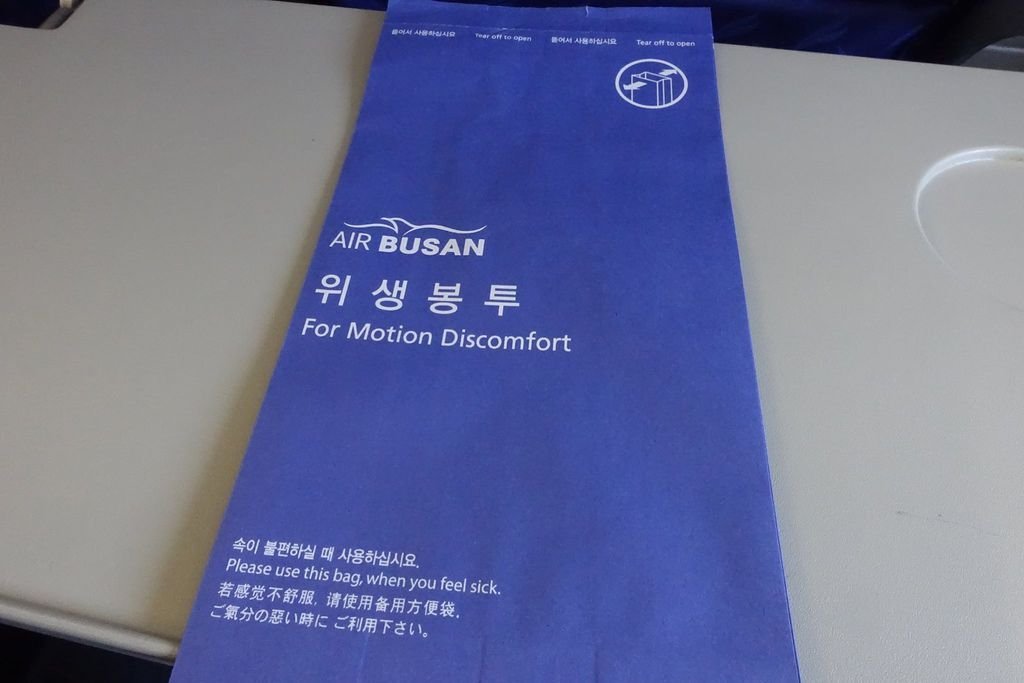 뜯어서 사용하십시요 Tear off to open 뜯어서 사용하십시요 Tear off to open
AIR BUSAN
위생봉투
For Motion Discomfort
속이 불편하실 때 사용하십시요.
Please use this bag, when you feel sick.
若感觉不舒服, 请使用备用方便袋.
ご氣分の惡い時に ご利用下さい。